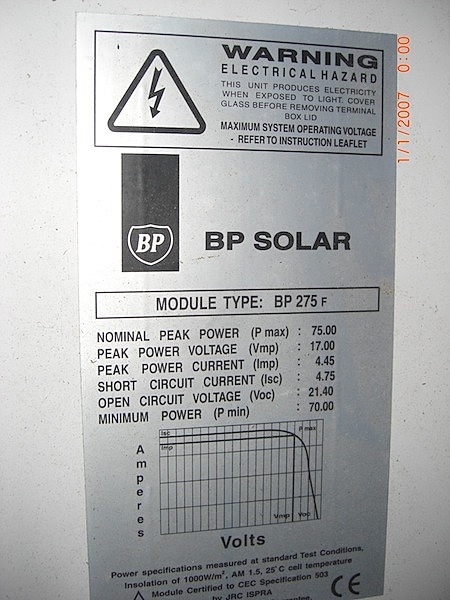 WARNING
ELECTRICAL HAZARD
THIS UNIT PRODUCES ELECTRICITY
WHEN EXPOSED TO LIGHT. COVER
GLASS BEFORE REMOVING TERMINAL
BOX LID
MAXIMUM SYSTEM OPERATING VOLTAGE
- REFER TO INSTRUCTION LEAFLET
1/1/2007 0:00
BP
BP SOLAR
MODULE TYPE: BP 275 F
NOMINAL PEAK POWER (P max) : 75.00
PEAK POWER VOLTAGE (Vmp) : 17.00
PEAK POWER CURRENT (Imp) : 4.45
SHORT CIRCUIT CURRENT (Isc) : 4.75
OPEN CIRCUIT VOLTAGE (Voc) : 21.40
MINIMUM POWER (P min) : 70.00
Isc
P max
Imp
Amperes
Vmp Voc
Volts
Power specifications measured at standard Test Conditions,
Insolation of 1000W/m², AM 1.5, 25°C cell temperature
Module Certified to CEC Specification 503
by JRC ISPRA
CE